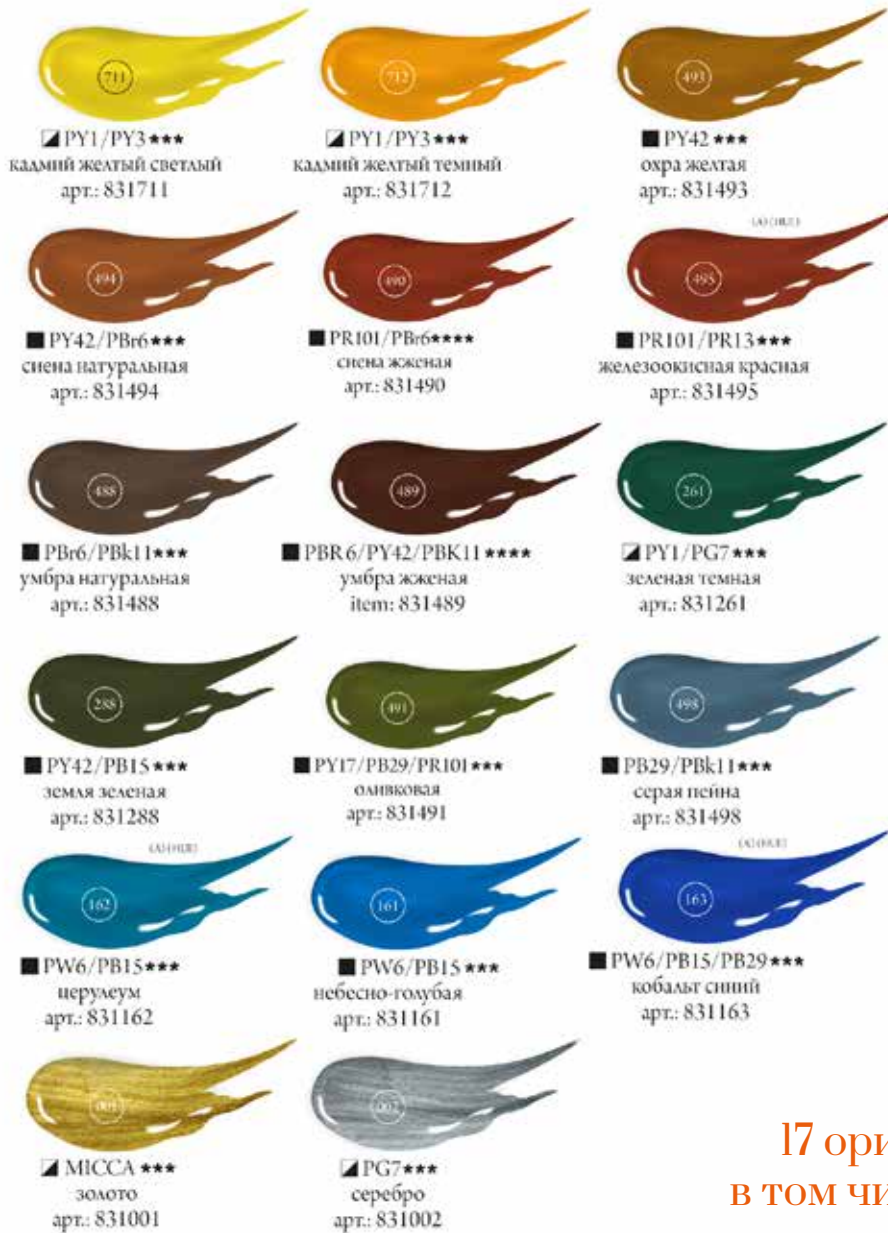 711
712
493
◪ PY1/PY3 ★★★
◪ PY1/PY3 ★★★
■ PY42 ★★★
кадмий желтый светлый
кадмий желтый темный
охра желтая
арт.: 831711
арт.: 831712
арт.: 831493
(A) (HUE)
494
490
495
■ PY42/PBr6 ★★★
■ PR101/PBr6 ★★★★
■ PR101/PR13 ★★★
сиена натуральная
сиена жженая
железоокисная красная
арт.: 831494
арт.: 831490
арт.: 831495
488
489
261
■ PBr6/PBk11 ★★★
■ PBR6/PY42/PBK11 ★★★★
◪ PY1/PG7 ★★★
умбра натуральная
умбра жженая
зеленая темная
арт.: 831488
item: 831489
арт.: 831261
288
491
498
■ PY42/PB15 ★★★
■ PY17/PB29/PR101 ★★★
■ PB29/PBk11 ★★★
земля зеленая
оливковая
серая пейна
арт.: 831288
арт.: 831491
арт.: 831498
(A) (HUE)
(A) (HUE)
162
161
163
■ PW6/PB15 ★★★
■ PW6/PB15 ★★★
■ PW6/PB15/PB29 ★★★
церулеум
небесно-голубая
кобальт синий
арт.: 831162
арт.: 831161
арт.: 831163
001
002
◪ MICCA ★★★
◪ PG7 ★★★
золото
серебро
арт.: 831001
арт.: 831002
17 ори
в том чи